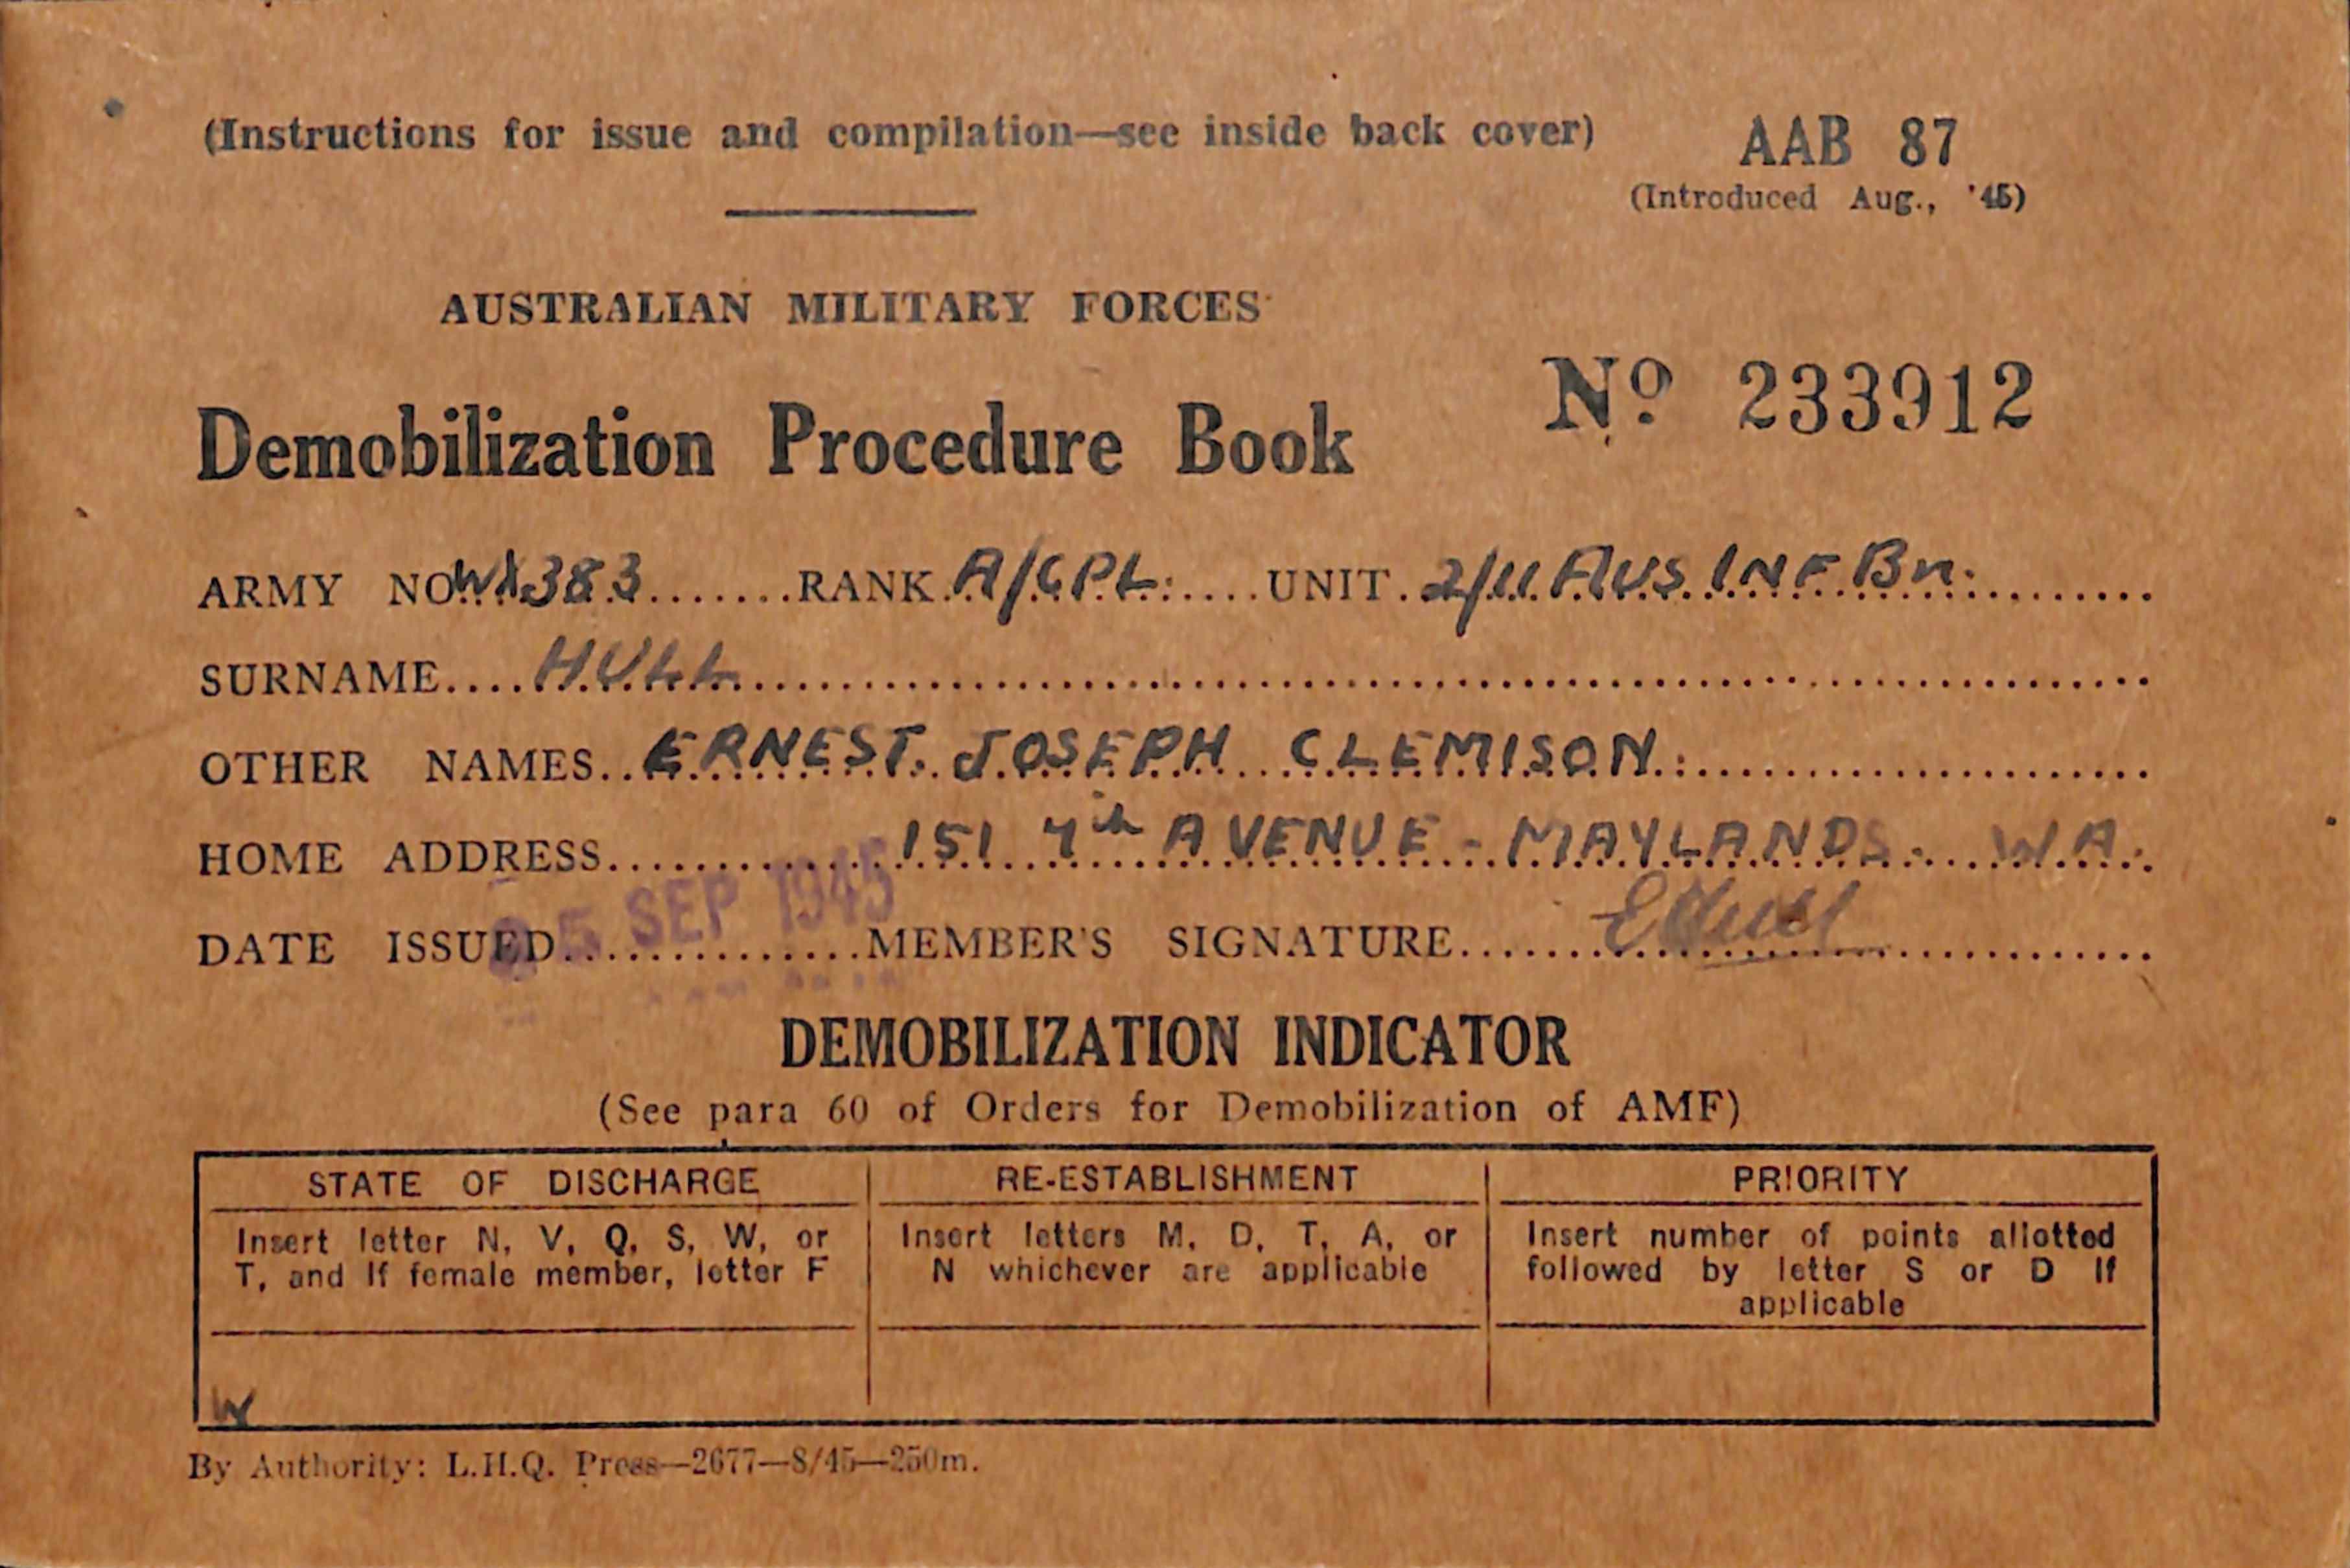 (Instructions for issue and compilation—see inside back cover)
AAB 87
(Introduced Aug., '45)
AUSTRALIAN MILITARY FORCES
Demobilization Procedure Book
No 233912
ARMY NO WX383 RANK A/CPL. UNIT 2/11 AUS. INF. Bn.
SURNAME HULL
OTHER NAMES ERNEST. JOSEPH CLEMISON.
HOME ADDRESS 151 7th AVENUE - MAYLANDS. W.A.
DATE ISSUED 25 SEP 1945 MEMBER'S SIGNATURE EHull
DEMOBILIZATION INDICATOR
(See para 60 of Orders for Demobilization of AMF)
STATE OF DISCHARGE
Insert letter N, V, Q, S, W, or
T, and If female member, letter F
W
RE-ESTABLISHMENT
Insert letters M, D, T, A, or
N whichever are applicable
PRIORITY
Insert number of points allotted
followed by letter S or D If
applicable
By Authority: L.H.Q. Press—2677—8/45—250m.